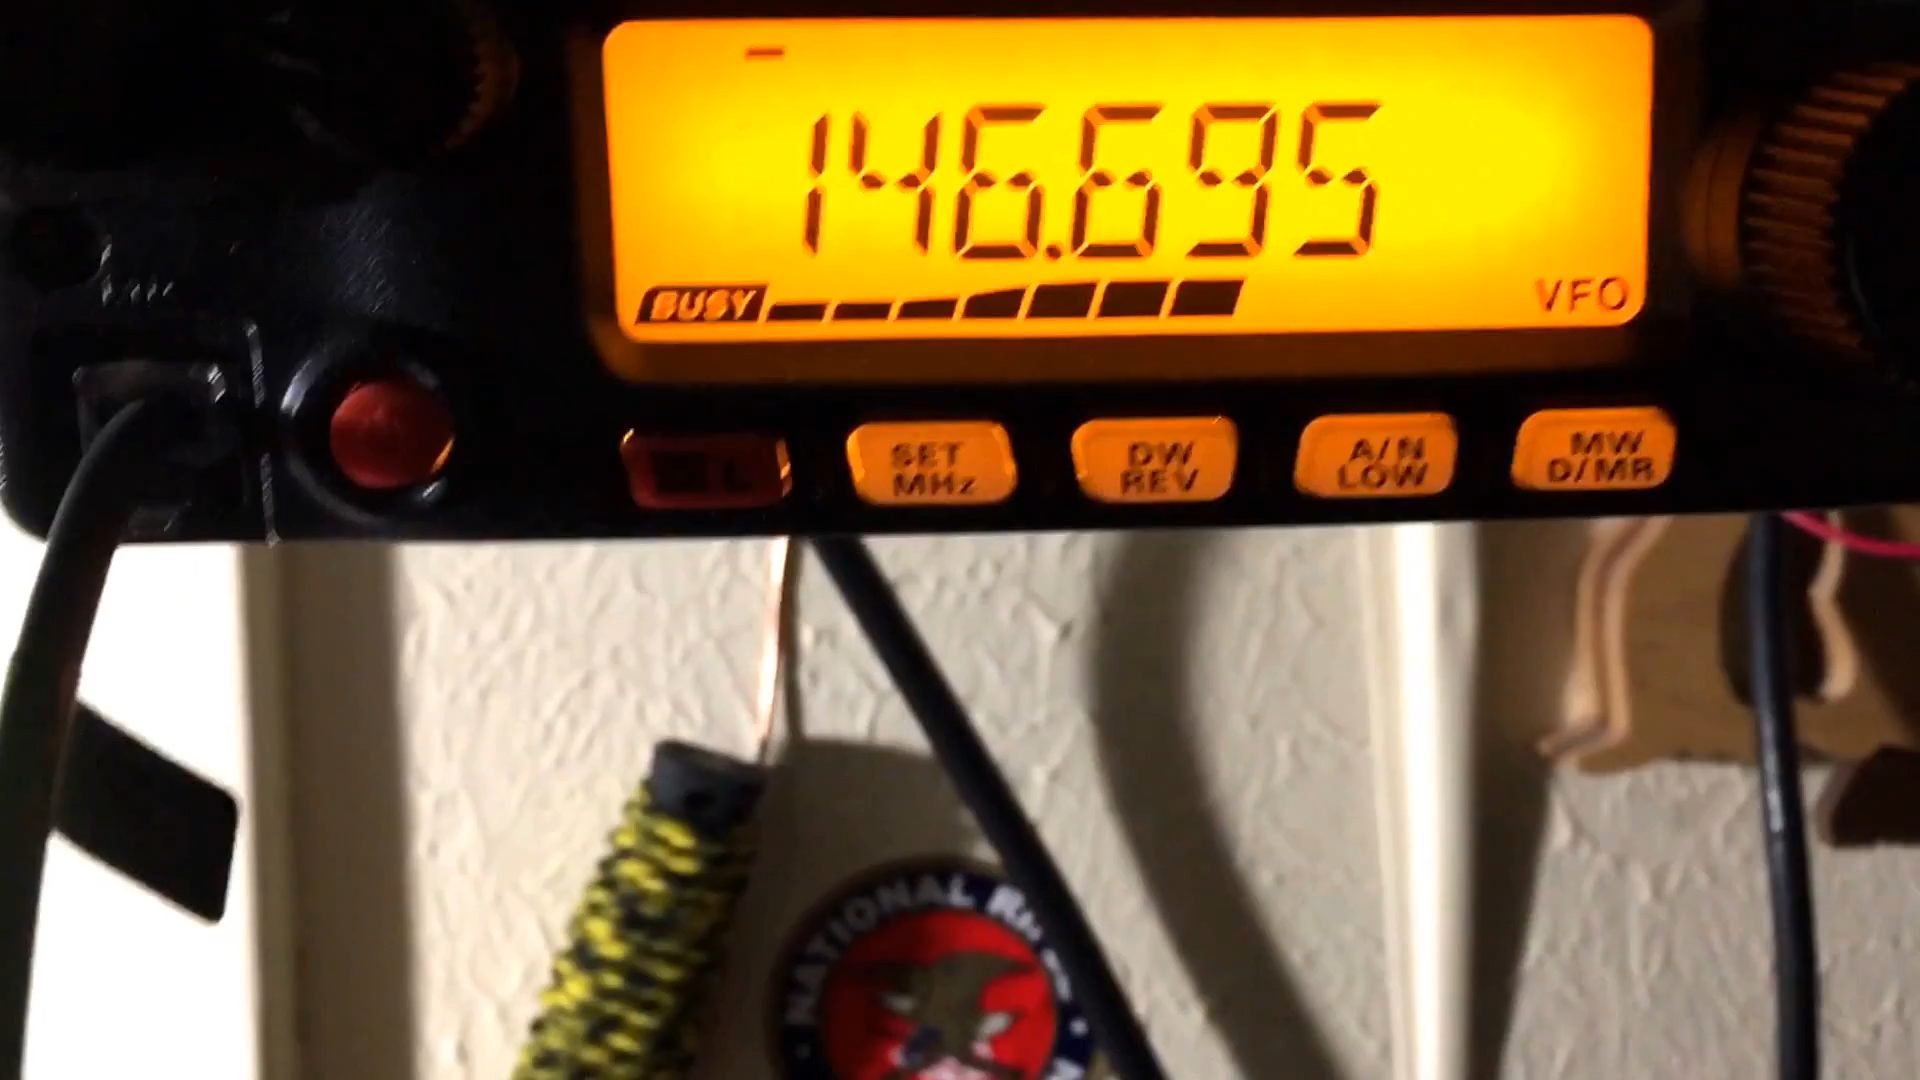 −
146.695
BUSY
VFO
SET
MHz
DW
REV
A/N
LOW
MW
D/MR
NATIONAL